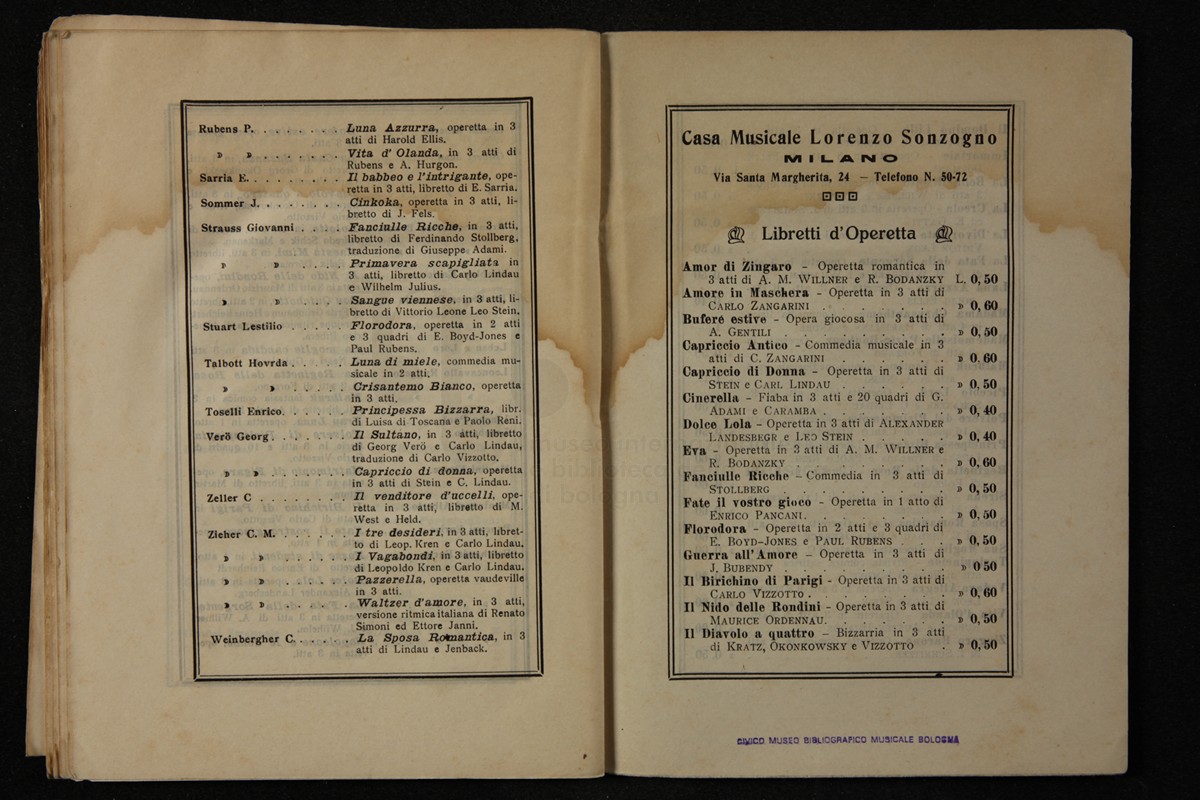 Rubens P. . . . . . . . Luna Azzurra, operetta in 3
atti di Harold Ellis.
» » . . . . . . . Vita d' Olanda, in 3 atti di
Rubens e A. Hurgon.
Sarria E. . . . . . . . . Il babbeo e l'intrigante, ope-
retta in 3 atti, libretto di E. Sarria.
Sommer J. . . . . . . . Cinkoka, operetta in 3 atti, li-
bretto di J. Fels.
Strauss Giovanni . . . . Fanciulle Ricche, in 3 atti,
libretto di Ferdinando Stollberg,
traduzione di Giuseppe Adami.
» » . . . . Primavera scapigliata in
3 atti, libretto di Carlo Lindau
e Wilhelm Julius.
» » . . . . Sangue viennese, in 3 atti, li-
bretto di Vittorio Leone Leo Stein.
Stuart Lestilio . . . . . Florodora, operetta in 2 atti
e 3 quadri di E. Boyd-Jones e
Paul Rubens.
Talbott Hovrda . . . . . Luna di miele, commedia mu-
sicale in 2 atti.
» » . . . . . Crisantemo Bianco, operetta
in 3 atti.
Toselli Enrico. . . . . . Principessa Bizzarra, libr.
di Luisa di Toscana e Paolo Reni.
Verö Georg . . . . . . . Il Sultano, in 3 atti, libretto
di Georg Verö e Carlo Lindau,
traduzione di Carlo Vizzotto.
» » . . . . . . . Capriccio di donna, operetta
in 3 atti di Stein e C. Lindau.
Zeller C . . . . . . . . Il venditore d'uccelli, ope-
retta in 3 atti, libretto di M.
West e Held.
Zieher C. M. . . . . . . I tre desideri, in 3 atti, libret-
to di Leop. Kren e Carlo Lindau.
» » . . . . . . I Vagabondi, in 3 atti, libretto
di Leopoldo Kren e Carlo Lindau.
» » . . . . . . Pazzerella, operetta vaudeville
in 3 atti.
» » . . . . . . Waltzer d'amore, in 3 atti,
versione ritmica italiana di Renato
Simoni ed Ettore Janni.
Weinbergher C. . . . . . La Sposa Romantica, in 3
atti di Lindau e Jenback.
Casa Musicale Lorenzo Sonzogno
MILANO
Via Santa Margherita, 24 — Telefono N. 50-72
Libretti d'Operetta
Amor di Zingaro - Operetta romantica in
3 atti di A. M. WILLNER e R. BODANZKY L. 0,50
Amore in Maschera - Operetta in 3 atti di
CARLO ZANGARINI . . . . . . . » 0,60
Bufere estive - Opera giocosa in 3 atti di
A. GENTILI . . . . . . . . . » 0,50
Capriccio Antico - Commedia musicale in 3
atti di C. ZANGARINI . . . . . . » 0,60
Capriccio di Donna - Operetta in 3 atti di
STEIN e CARL LINDAU . . . . . . » 0,50
Cinerella - Fiaba in 3 atti e 20 quadri di G.
ADAMI e CARAMBA . . . . . . . » 0,40
Dolce Lola - Operetta in 3 atti di ALEXANDER
LANDESBEGR e LEO STEIN . . . . . » 0,40
Eva - Operetta in 3 atti di A. M. WILLNER e
R. BODANZKY . . . . . . . . » 0,60
Fanciulle Ricche - Commedia in 3 atti di
STOLLBERG . . . . . . . . . » 0,50
Fate il vostro gioco - Operetta in 1 atto di
ENRICO PANCANI. . . . . . . . » 0,50
Florodora - Operetta in 2 atti e 3 quadri di
E. BOYD-JONES e PAUL RUBENS . . . » 0,50
Guerra all'Amore - Operetta in 3 atti di
J. BUBENDY . . . . . . . . . » 0 50
Il Birichino di Parigi - Operetta in 3 atti di
CARLO VIZZOTTO . . . . . . . . » 0,60
Il Nido delle Rondini - Operetta in 3 atti di
MAURICE ORDENNAU. . . . . . . » 0,50
Il Diavolo a quattro - Bizzarria in 3 atti
di KRATZ, OKONKOWSKY e VIZZOTTO . » 0,50
CIVICO MUSEO BIBLIOGRAFICO MUSICALE BOLOGNA